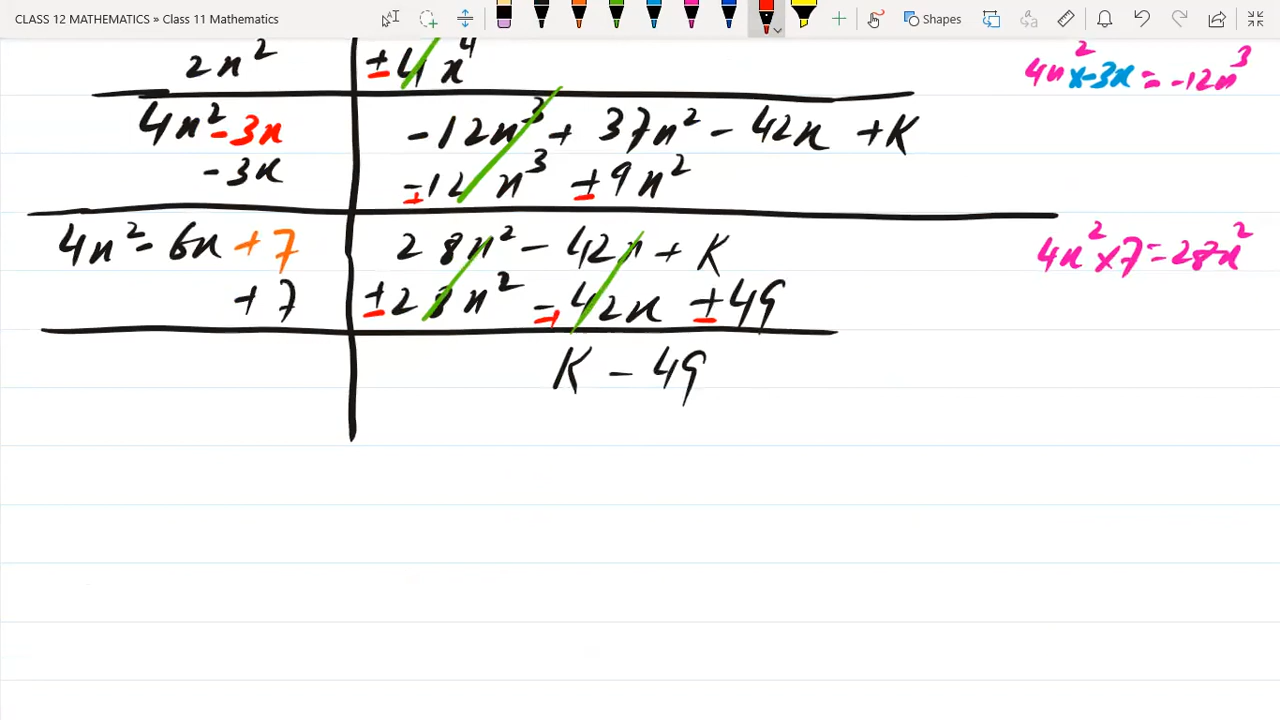 CLASS 12 MATHEMATICS » Class 11 Mathematics
Shapes
2x² ±4x⁴
4x² x -3x = -12x³
4x² -3x -12x³ + 37x² - 42x + K
-3x ∓12x³ ±9x²
4x² - 6x + 7 28x² - 42x + K
4x² x 7 = 28x²
+ 7 ±28x² ∓42x ±49
K - 49